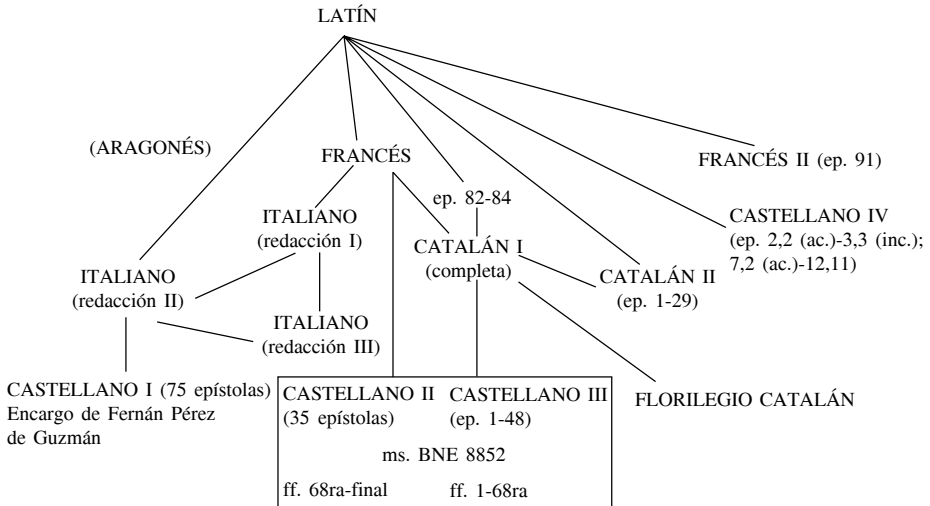 LATÍN
(ARAGONÉS)
FRANCÉS
FRANCÉS II (ep. 91)
ep. 82-84
ITALIANO
(redacción I)
CATALÁN I
(completa)
CASTELLANO IV
(ep. 2,2 (ac.)-3,3 (inc.);
7,2 (ac.)-12,11)
ITALIANO
(redacción II)
CATALÁN II
(ep. 1-29)
ITALIANO
(redacción III)
CASTELLANO I (75 epístolas)
Encargo de Fernán Pérez
de Guzmán
CASTELLANO II
(35 epístolas)
CASTELLANO III
(ep. 1-48)
FLORILEGIO CATALÁN
ms. BNE 8852
ff. 68ra-final
ff. 1-68ra